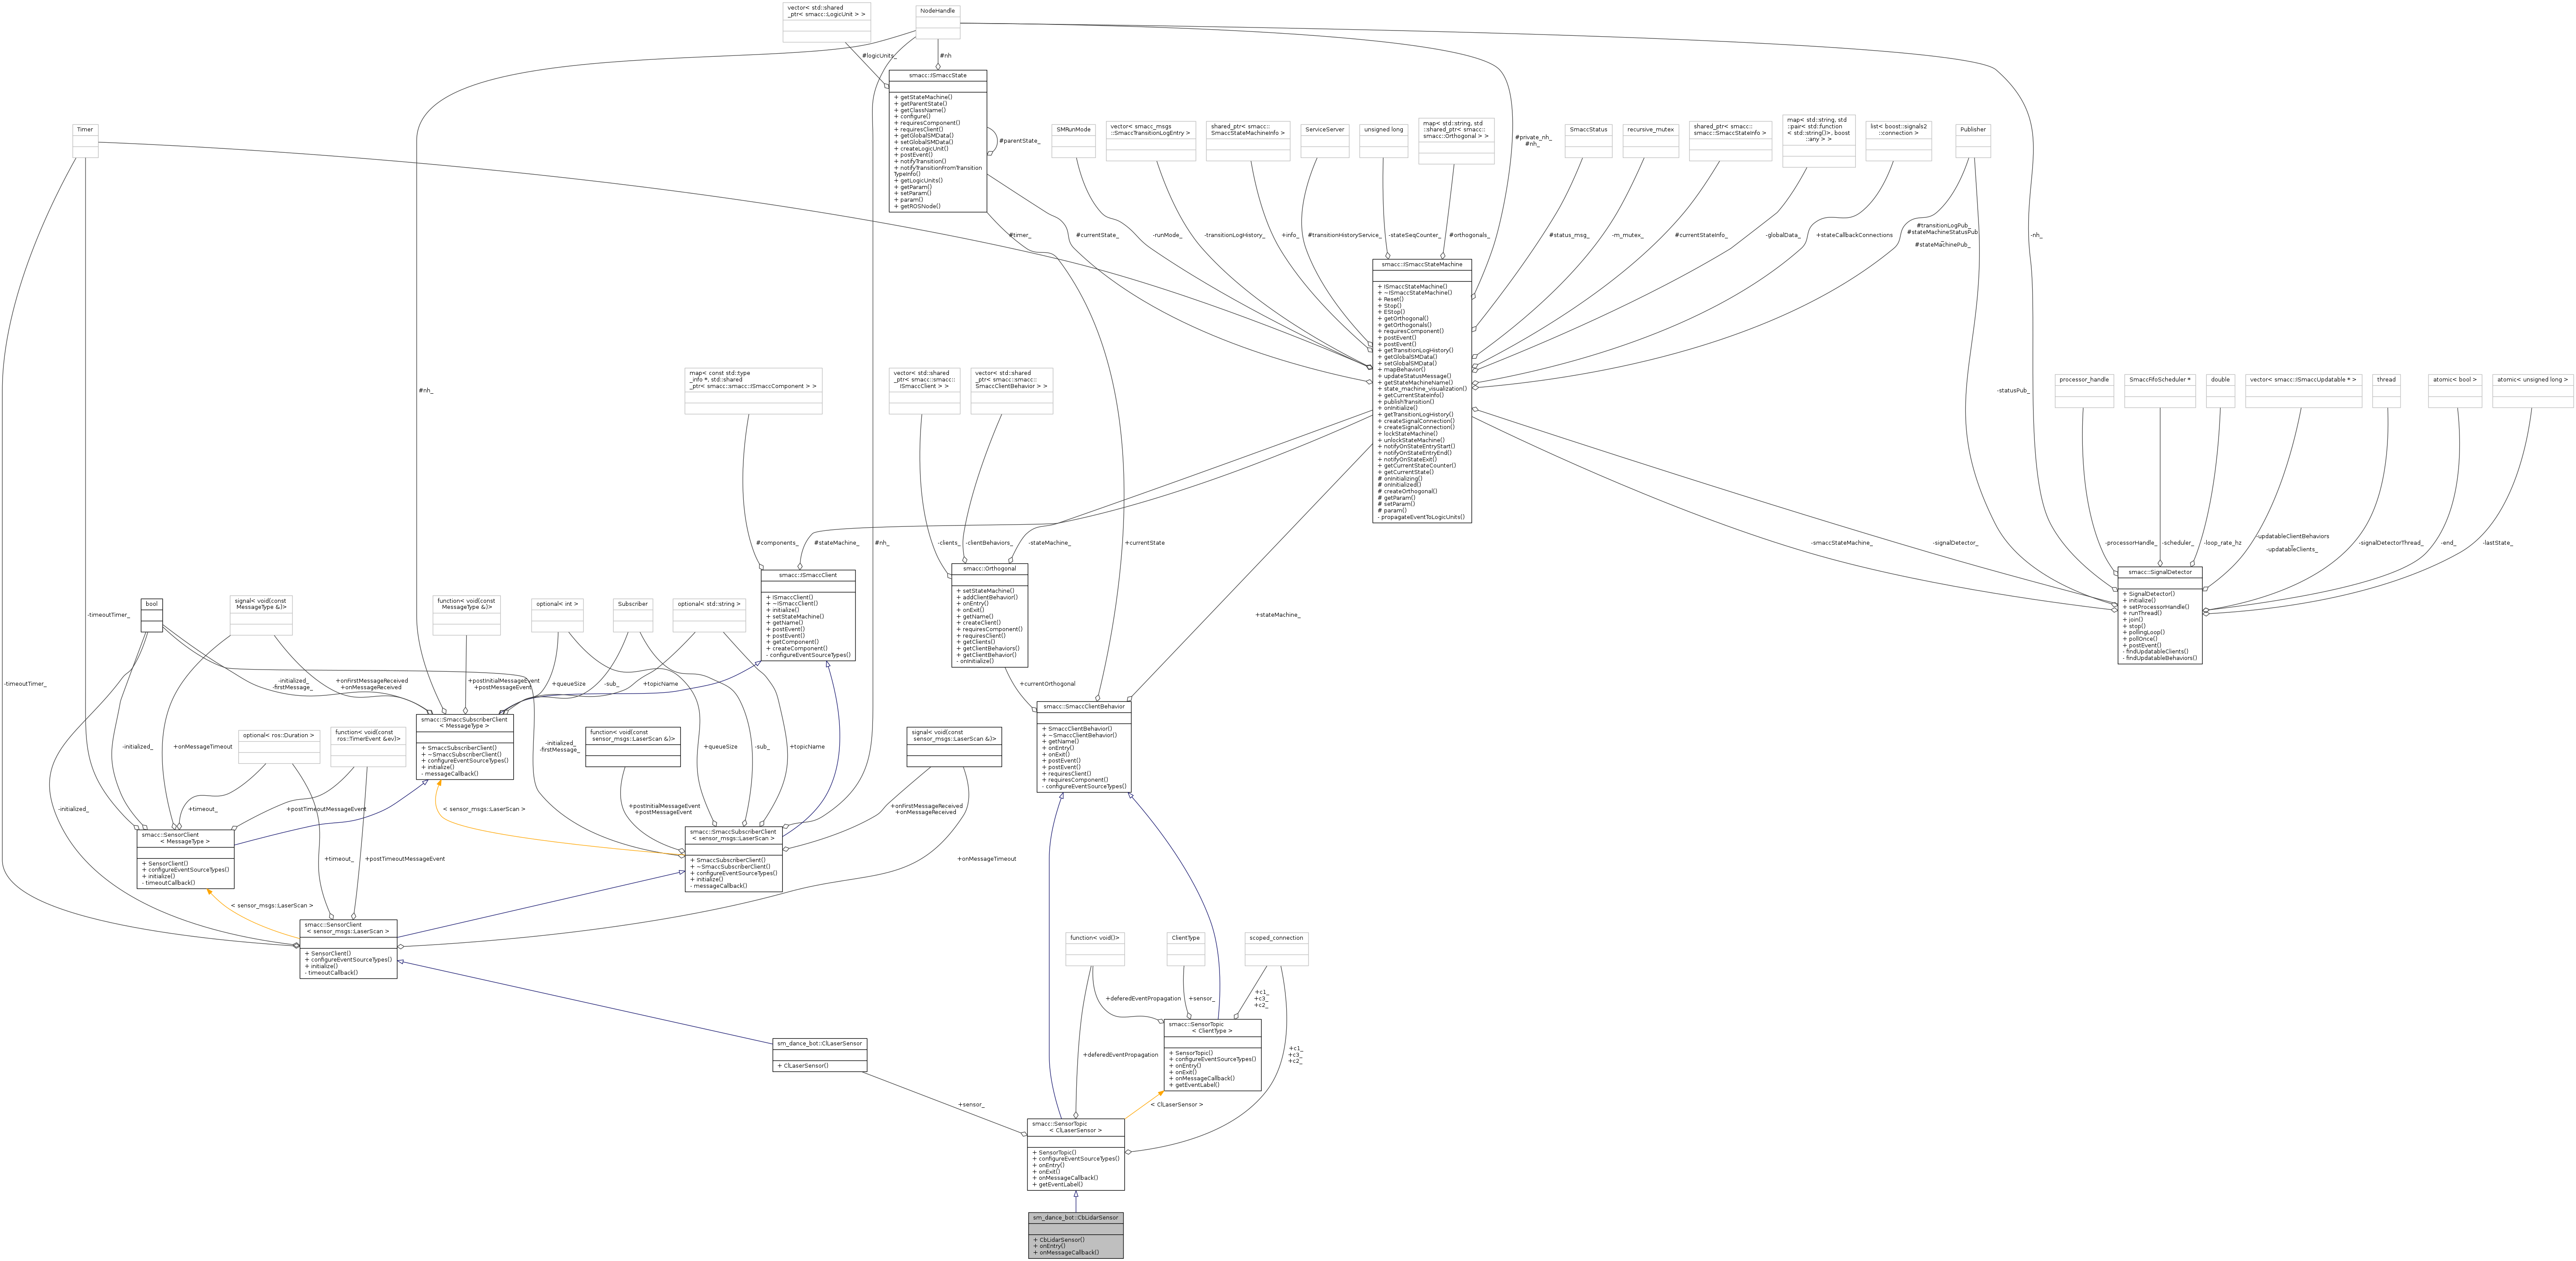 vector< std::shared
_ptr< smacc::LogicUnit > >
NodeHandle
#logicUnits_
#nh
smacc::ISmaccState
+ getStateMachine()
+ getParentState()
+ getClassName()
+ configure()
+ requiresComponent()
+ requiresClient()
+ getGlobalSMData()
+ setGlobalSMData()
+ createLogicUnit()
+ postEvent()
+ notifyTransition()
+ notifyTransitionFromTransition
TypeInfo()
+ getLogicUnits()
+ getParam()
+ setParam()
+ param()
+ getROSNode()
#parentState_
Timer
SMRunMode
vector< smacc_msgs
::SmaccTransitionLogEntry >
shared_ptr< smacc::
SmaccStateMachineInfo >
ServiceServer
unsigned long
map< std::string, std
::shared_ptr< smacc::
smacc::Orthogonal > >
#private_nh_
#nh_
SmaccStatus
recursive_mutex
shared_ptr< smacc::
smacc::SmaccStateInfo >
map< std::string, std
::pair< std::function
< std::string()>, boost
::any > >
list< boost::signals2
::connection >
Publisher
#timer_
#currentState_
-runMode_
-transitionLogHistory_
+info_
#transitionHistoryService_
-stateSeqCounter_
#orthogonals_
#status_msg_
-m_mutex_
#currentStateInfo_
-globalData_
+stateCallbackConnections
#transitionLogPub_
#stateMachineStatusPub
_
#stateMachinePub_
-nh_
smacc::ISmaccStateMachine
+ ISmaccStateMachine()
+ ~ISmaccStateMachine()
+ Reset()
+ Stop()
+ EStop()
+ getOrthogonal()
+ getOrthogonals()
+ requiresComponent()
+ postEvent()
+ postEvent()
+ getTransitionLogHistory()
+ getGlobalSMData()
+ setGlobalSMData()
+ mapBehavior()
+ updateStatusMessage()
+ getStateMachineName()
+ state_machine_visualization()
+ getCurrentStateInfo()
+ publishTransition()
+ onInitialize()
+ getTransitionLogHistory()
+ createSignalConnection()
+ createSignalConnection()
+ lockStateMachine()
+ unlockStateMachine()
+ notifyOnStateEntryStart()
+ notifyOnStateEntryEnd()
+ notifyOnStateExit()
+ getCurrentStateCounter()
+ getCurrentState()
# onInitializing()
# onInitialized()
# createOrthogonal()
# getParam()
# setParam()
# param()
- propagateEventToLogicUnits()
#nh_
map< const std::type
_info *, std::shared
_ptr< smacc::smacc::ISmaccComponent > >
vector< std::shared
_ptr< smacc::smacc::
ISmaccClient > >
vector< std::shared
_ptr< smacc::smacc::
SmaccClientBehavior > >
-statusPub_
processor_handle
SmaccFifoScheduler *
double
vector< smacc::ISmaccUpdatable * >
thread
atomic< bool >
atomic< unsigned long >
#components_
#stateMachine_
#nh_
-clients_
-clientBehaviors_
-stateMachine_
+currentState
-smaccStateMachine_
-signalDetector_
-processorHandle_
-scheduler_
-loop_rate_hz
-updatableClientBehaviors
_
-updatableClients_
-signalDetectorThread_
-end_
-lastState_
smacc::ISmaccClient
+ ISmaccClient()
+ ~ISmaccClient()
+ initialize()
+ setStateMachine()
+ getName()
+ postEvent()
+ postEvent()
+ getComponent()
+ createComponent()
- configureEventSourceTypes()
smacc::Orthogonal
+ setStateMachine()
+ addClientBehavior()
+ onEntry()
+ onExit()
+ getName()
+ createClient()
+ requiresComponent()
+ requiresClient()
+ getClients()
+ getClientBehaviors()
+ getClientBehavior()
- onInitialize()
smacc::SignalDetector
+ SignalDetector()
+ initialize()
+ setProcessorHandle()
+ runThread()
+ join()
+ stop()
+ pollingLoop()
+ pollOnce()
+ postEvent()
- findUpdatableClients()
- findUpdatableBehaviors()
-timeoutTimer_
bool
signal< void(const
MessageType &)>
function< void(const
MessageType &)>
optional< int >
Subscriber
optional< std::string >
+stateMachine_
-timeoutTimer_
-initialized_
-firstMessage_
+onFirstMessageReceived
+onMessageReceived
+postInitialMessageEvent
+postMessageEvent
+queueSize
-sub_
+topicName
+currentOrthogonal
smacc::SmaccSubscriberClient
< MessageType >
+ SmaccSubscriberClient()
+ ~SmaccSubscriberClient()
+ configureEventSourceTypes()
+ initialize()
- messageCallback()
smacc::SmaccClientBehavior
+ SmaccClientBehavior()
+ ~SmaccClientBehavior()
+ getName()
+ onEntry()
+ onExit()
+ postEvent()
+ postEvent()
+ requiresClient()
+ requiresComponent()
- configureEventSourceTypes()
optional< ros::Duration >
function< void(const
ros::TimerEvent &ev)>
function< void(const
sensor_msgs::LaserScan &)>
signal< void(const
sensor_msgs::LaserScan &)>
-initialized_
+onMessageTimeout
-initialized_
-firstMessage_
+queueSize
-sub_
+topicName
-initialized_
+timeout_
+postTimeoutMessageEvent
< sensor_msgs::LaserScan >
+postInitialMessageEvent
+postMessageEvent
+onFirstMessageReceived
+onMessageReceived
smacc::SensorClient
< MessageType >
+ SensorClient()
+ configureEventSourceTypes()
+ initialize()
- timeoutCallback()
smacc::SmaccSubscriberClient
< sensor_msgs::LaserScan >
+ SmaccSubscriberClient()
+ ~SmaccSubscriberClient()
+ configureEventSourceTypes()
+ initialize()
- messageCallback()
+timeout_
+postTimeoutMessageEvent
+onMessageTimeout
< sensor_msgs::LaserScan >
smacc::SensorClient
< sensor_msgs::LaserScan >
+ SensorClient()
+ configureEventSourceTypes()
+ initialize()
- timeoutCallback()
function< void()>
ClientType
scoped_connection
+deferedEventPropagation
+sensor_
+c1_
+c3_
+c2_
smacc::SensorTopic
< ClientType >
+ SensorTopic()
+ configureEventSourceTypes()
+ onEntry()
+ onExit()
+ onMessageCallback()
+ getEventLabel()
sm_dance_bot::ClLaserSensor
+ ClLaserSensor()
+deferedEventPropagation
+c1_
+c3_
+c2_
+sensor_
< ClLaserSensor >
smacc::SensorTopic
< ClLaserSensor >
+ SensorTopic()
+ configureEventSourceTypes()
+ onEntry()
+ onExit()
+ onMessageCallback()
+ getEventLabel()
sm_dance_bot::CbLidarSensor
+ CbLidarSensor()
+ onEntry()
+ onMessageCallback()